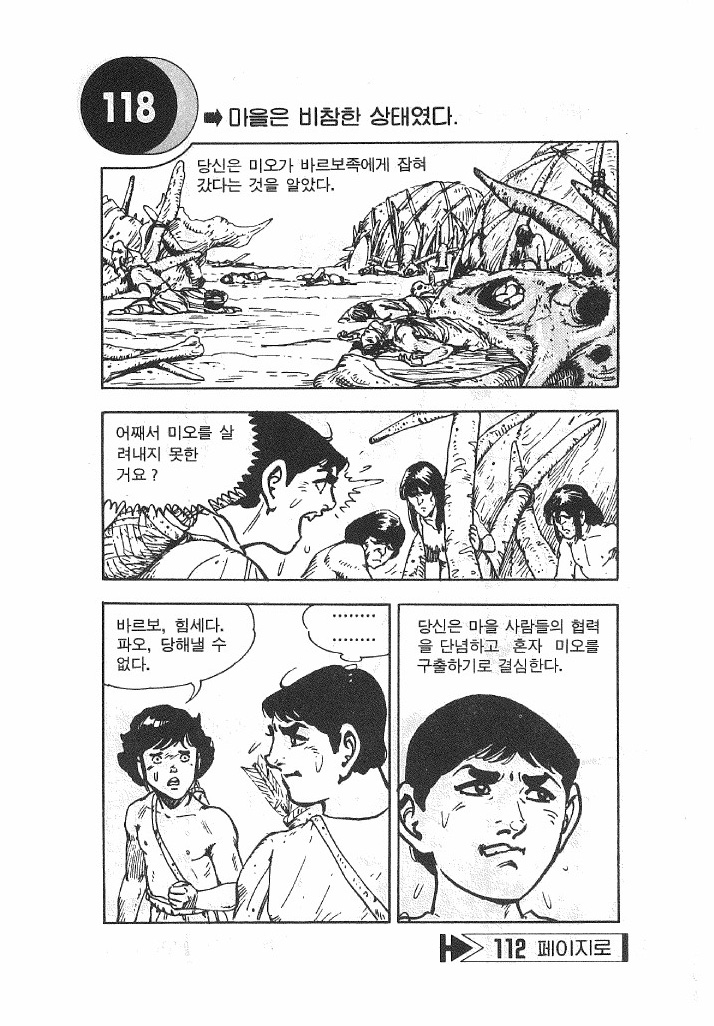 118
➡ 마을은 비참한 상태였다.
당신은 미오가 바르보족에게 잡혀
갔다는 것을 알았다.
어째서 미오를 살
려내지 못한
거요?
바르보, 힘세다.
파오, 당해낼 수
없다.
………
………
당신은 마을 사람들의 협력
을 단념하고 혼자 미오를
구출하기로 결심한다.
112 페이지로